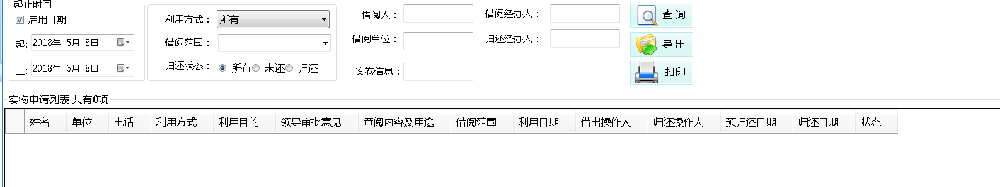 起止时间
启用日期
起: 2018年 5月 8日
止: 2018年 6月 8日
利用方式： 所有
借阅范围：
归还状态： 所有 未还 归还
借阅人： 借阅经办人：
借阅单位： 归还经办人：
案卷信息：
查 询
导 出
打印
实物申请列表 共有0项
姓名 单位 电话 利用方式 利用目的 领导审批意见 查阅内容及用途 借阅范围 利用日期 借出操作人 归还操作人 预归还日期 归还日期 状态